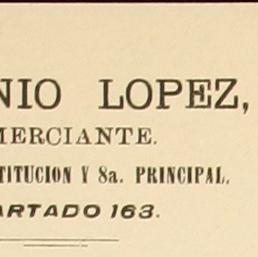 NIO LOPEZ,
MERCIANTE.
TITUCION Y 8a. PRINCIPAL.
ARTADO 163.